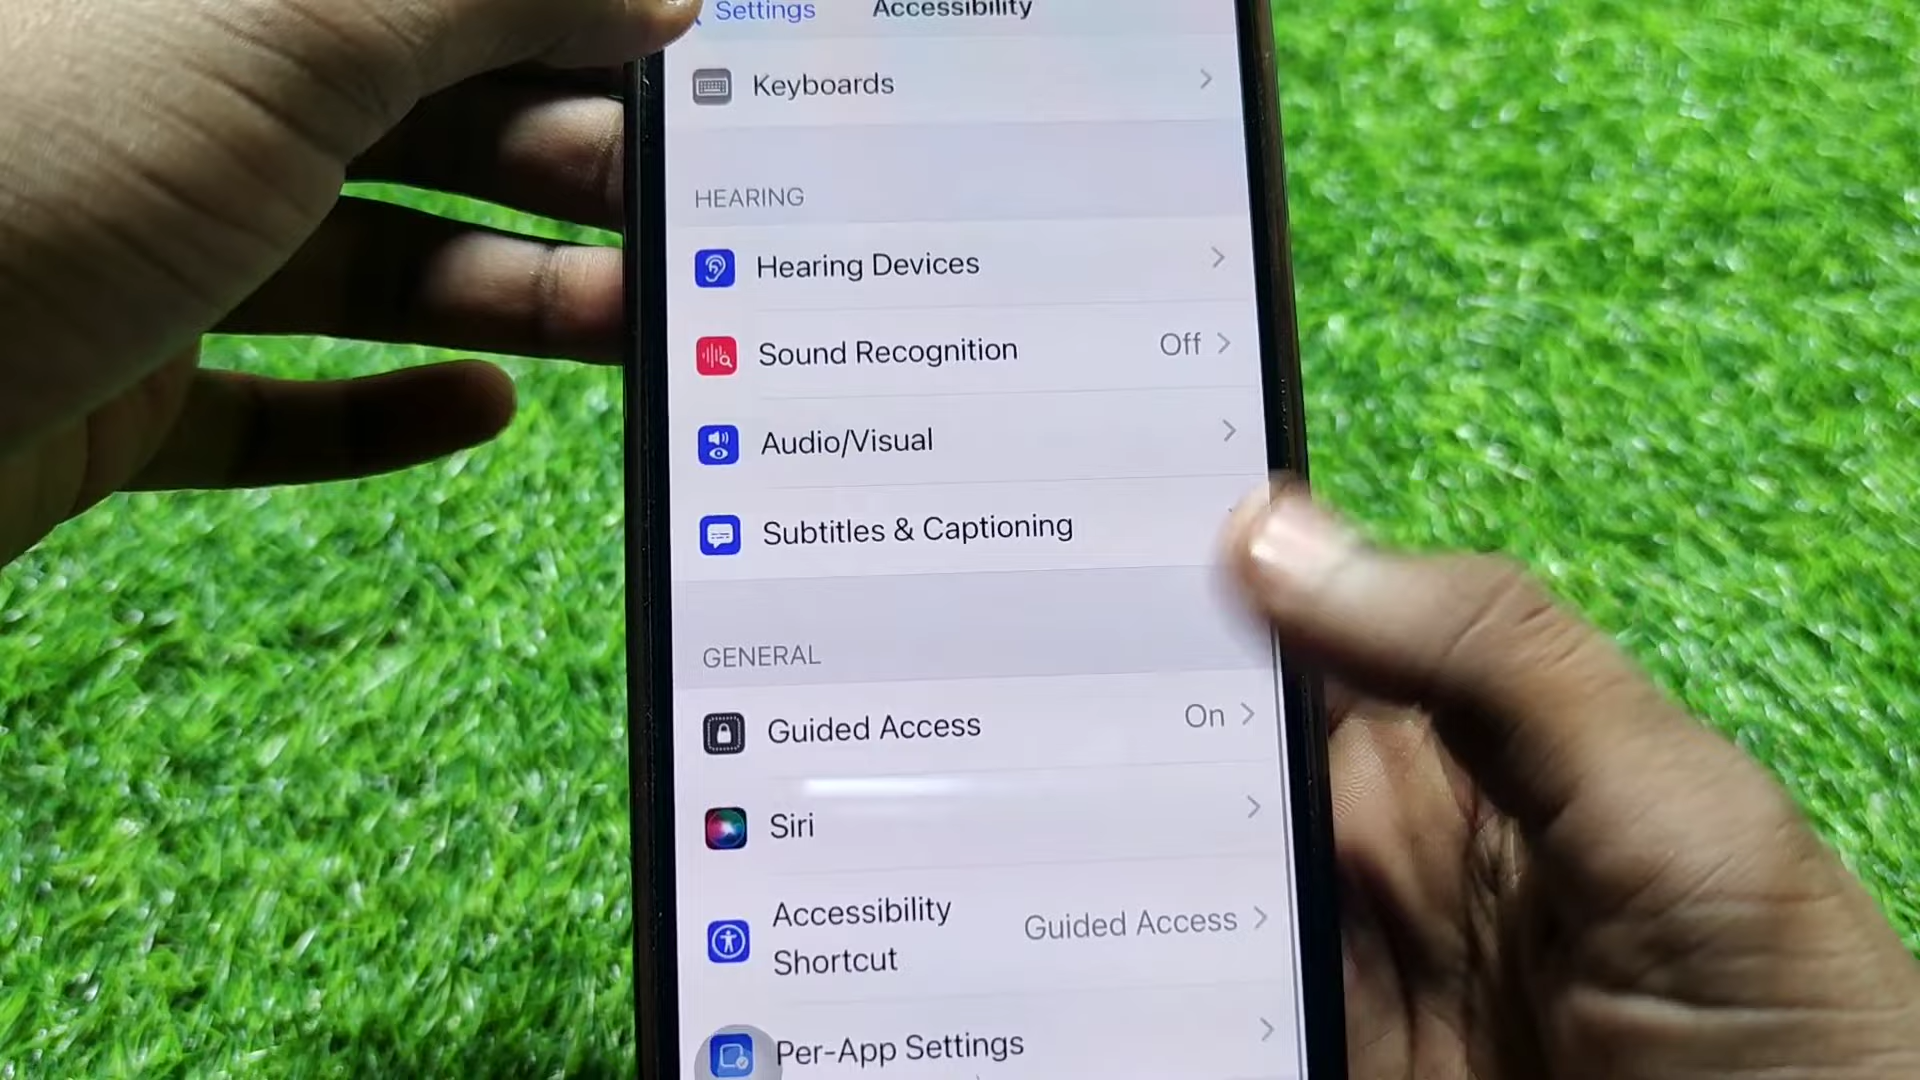 Settings Accessibility
Keyboards
HEARING
Hearing Devices
Sound Recognition Off
Audio/Visual
Subtitles & Captioning
GENERAL
Guided Access On
Siri
Accessibility
Shortcut
Guided Access
Per-App Settings